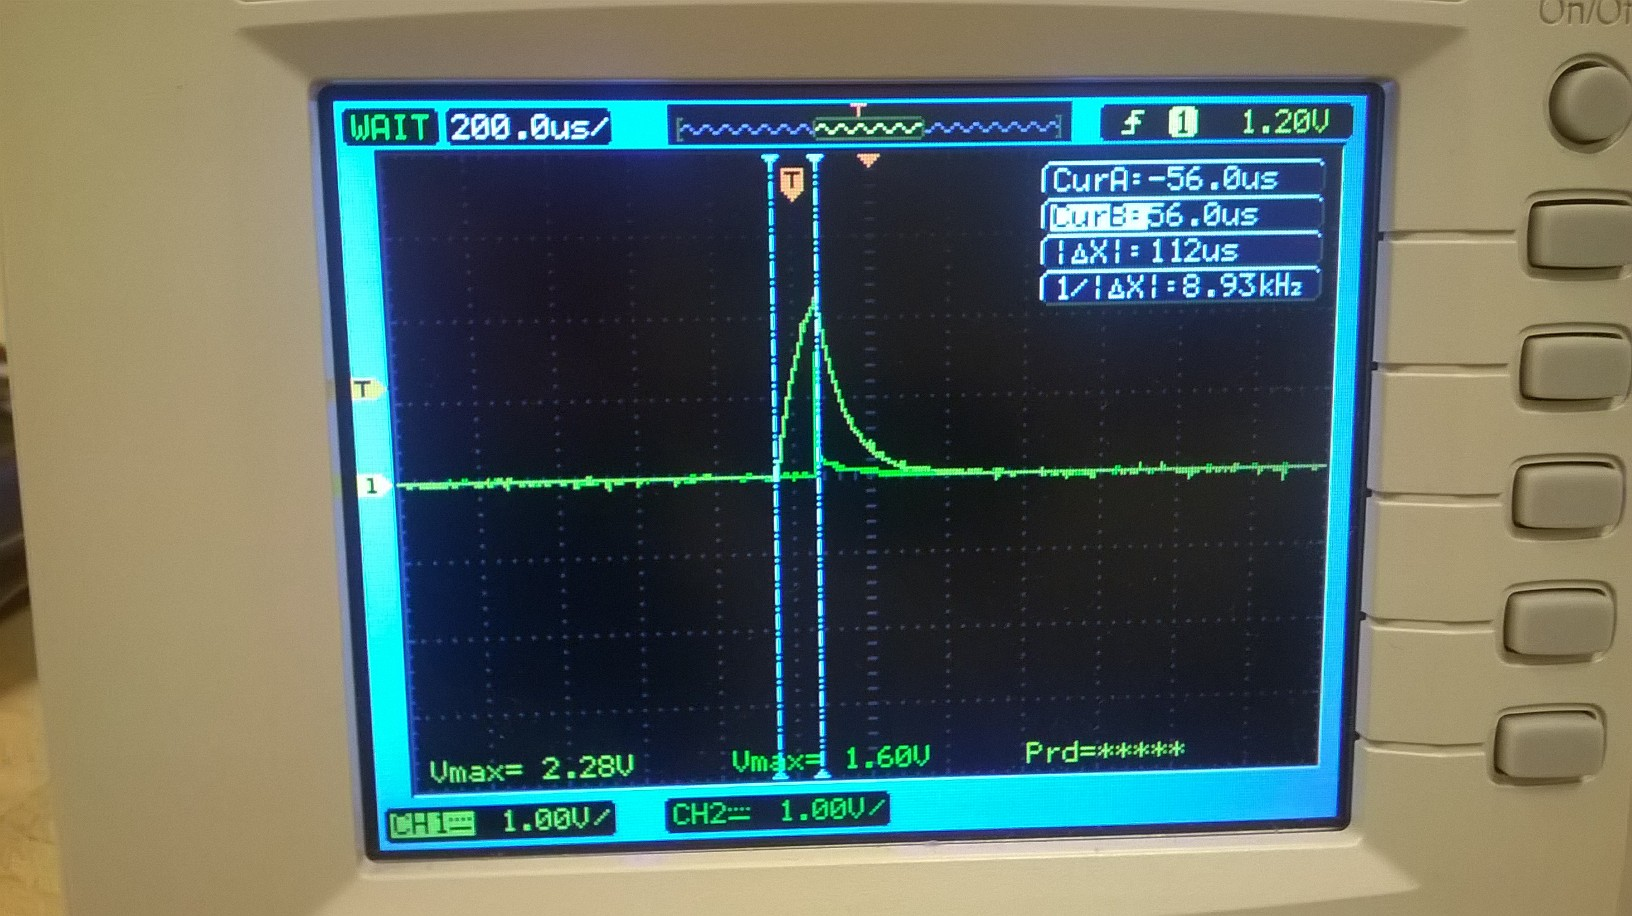 On/Of
WAIT 200.0us/ T 1 1.20V
T
CurA:-56.0us
CurB:56.0us
|ΔX|:112us
1/|ΔX|:8.93kHz
T
1
Vmax= 2.28V Vmax= 1.60V Prd=*****
CH1 1.00V/ CH2 1.00V/